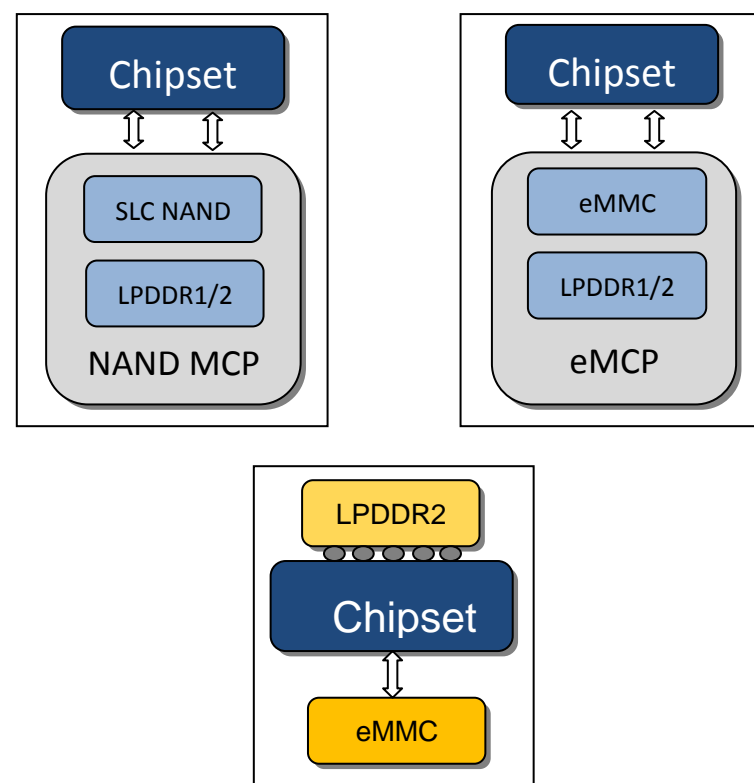 Chipset
SLC NAND
LPDDR1/2
NAND MCP
Chipset
eMMC
LPDDR1/2
eMCP
LPDDR2
Chipset
eMMC